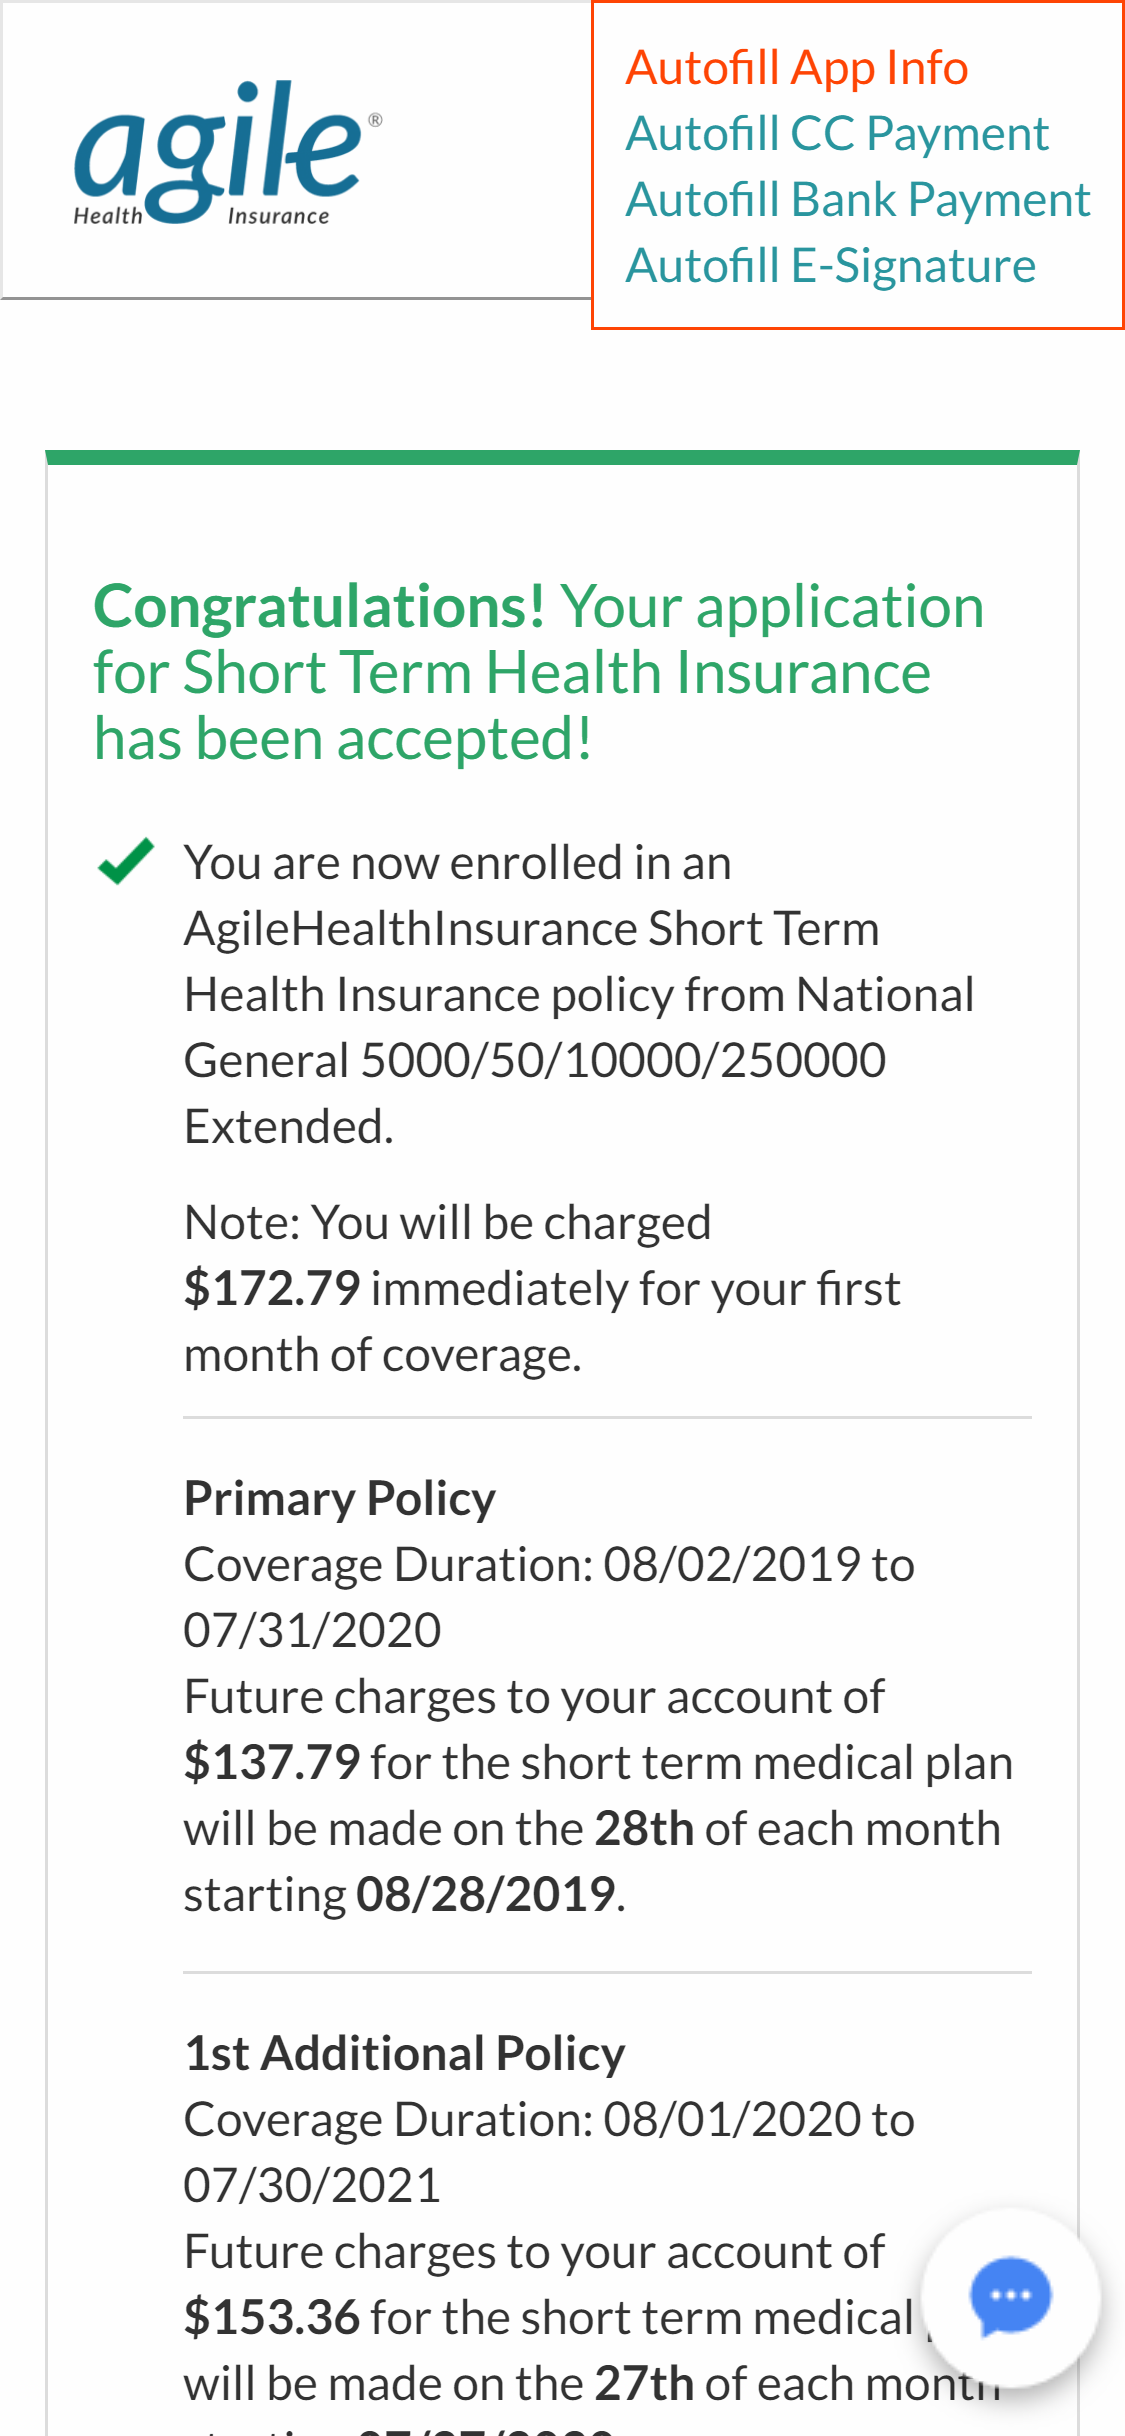 agile®
Health Insurance
Autofill App Info
Autofill CC Payment
Autofill Bank Payment
Autofill E-Signature
Congratulations! Your application
for Short Term Health Insurance
has been accepted!
You are now enrolled in an
AgileHealthInsurance Short Term
Health Insurance policy from National
General 5000/50/10000/250000
Extended.
Note: You will be charged
$172.79 immediately for your first
month of coverage.
Primary Policy
Coverage Duration: 08/02/2019 to
07/31/2020
Future charges to your account of
$137.79 for the short term medical plan
will be made on the 28th of each month
starting 08/28/2019.
1st Additional Policy
Coverage Duration: 08/01/2020 to
07/30/2021
Future charges to your account of
$153.36 for the short term medical
will be made on the 27th of each month